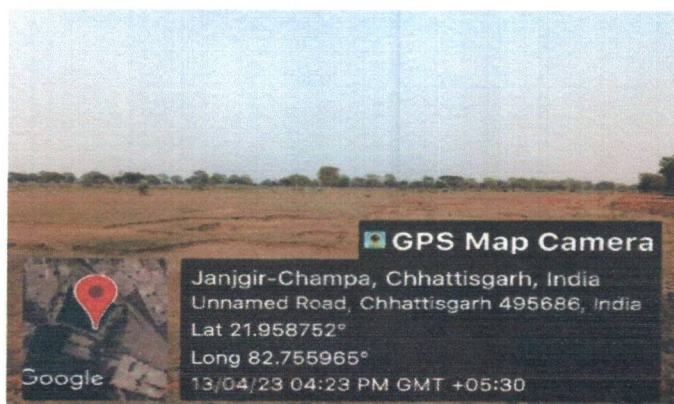 GPS Map Camera
Janjgir-Champa, Chhattisgarh, India
Unnamed Road, Chhattisgarh 495686, India
Lat 21.958752°
Long 82.755965°
13/04/23 04:23 PM GMT +05:30
Google